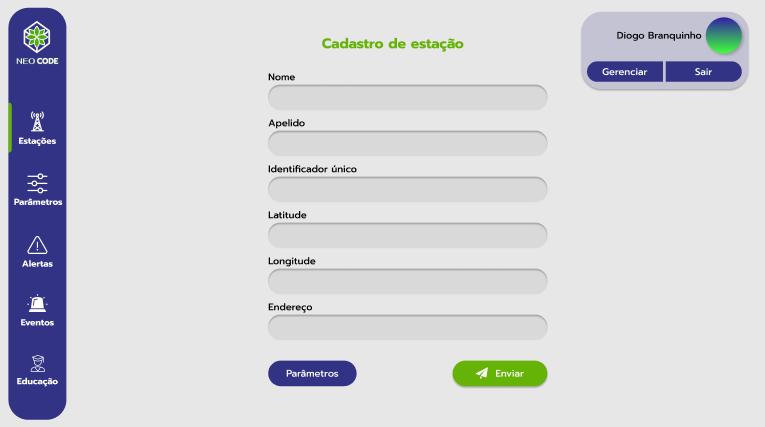 NEO CODE
Estações
Parâmetros
Alertas
Eventos
Educação
Cadastro de estação
Nome
Apelido
Identificador único
Latitude
Longitude
Endereço
Parâmetros
Enviar
Diogo Branquinho
Gerenciar
Sair